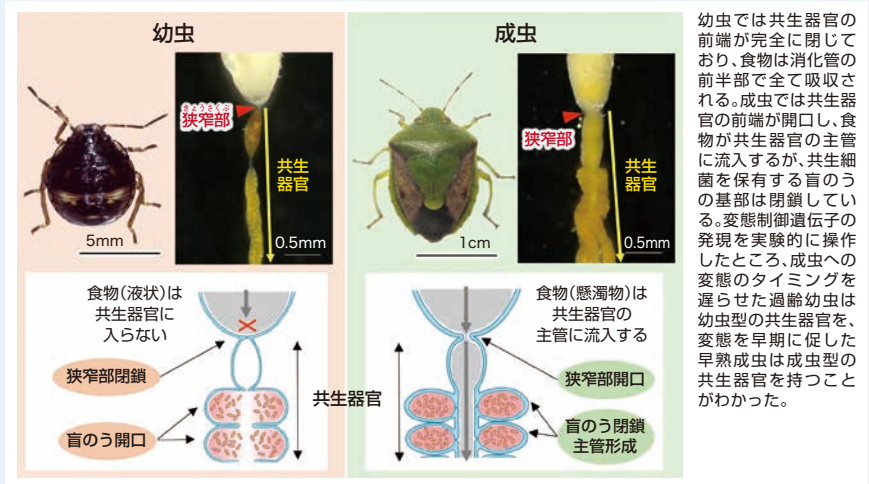 幼虫
きょうさくぶ
狭窄部
共生
器官
5mm
0.5mm
食物(液状)は
共生器官に
入らない
狭窄部閉鎖
盲のう開口
共生器官
成虫
狭窄部
共生
器官
1cm
0.5mm
食物(懸濁物)は
共生器官の
主管に流入する
狭窄部開口
盲のう閉鎖
主管形成
幼虫では共生器官の
前端が完全に閉じて
おり、食物は消化管の
前半部で全て吸収さ
れる。成虫では共生器
官の前端が開口し、食
物が共生器官の主管
に流入するが、共生細
菌を保有する盲のう
の基部は閉鎖してい
る。変態制御遺伝子の
発現を実験的に操作
したところ、成虫への
変態のタイミングを
遅らせた過齢幼虫は
幼虫型の共生器官を、
変態を早期に促した
早熟成虫は成虫型の
共生器官を持つこと
がわかった。